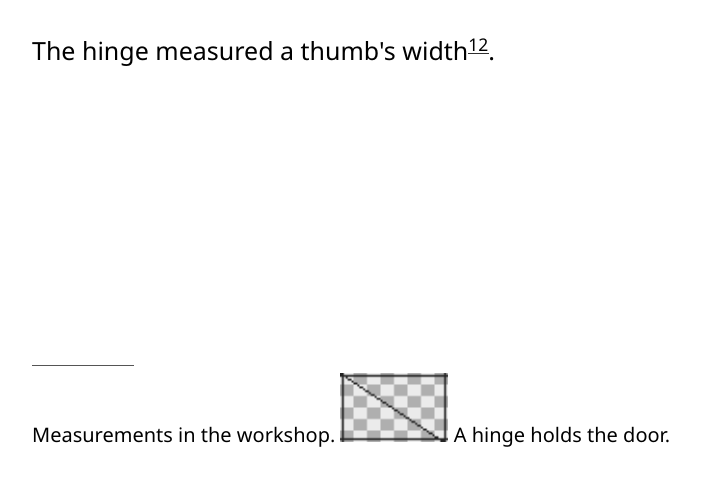 The hinge measured a thumb's width12.
Measurements in the workshop. A hinge holds the door.